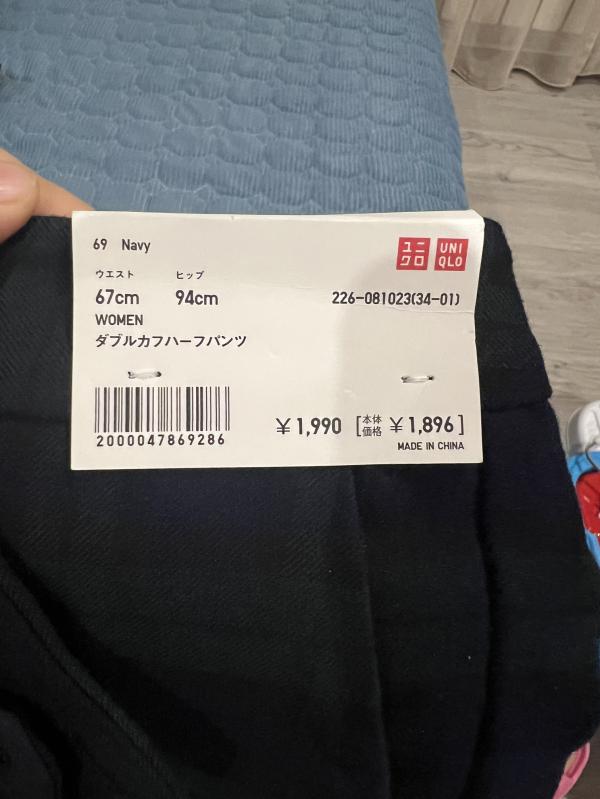 69 Navy
ユニクロ
UNIQLO
ウエスト ヒップ
67cm 94cm
226-081023(34-01)
WOMEN
ダブルカフハーフパンツ
2000047869286
¥1,990 [本体価格 ¥1,896]
MADE IN CHINA